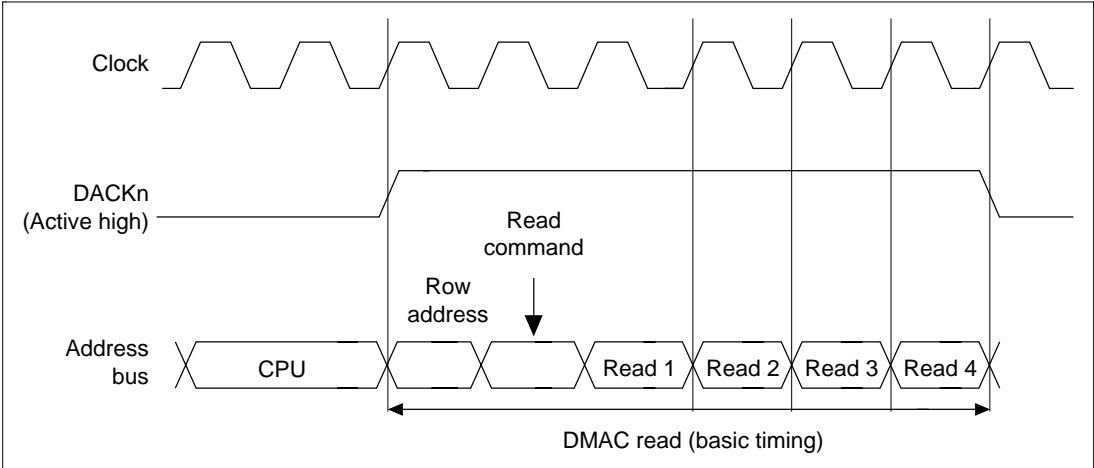 Clock
DACKn
(Active high)
Read
command
Row
address
Address
bus
CPU
Read 1
Read 2
Read 3
Read 4
DMAC read (basic timing)